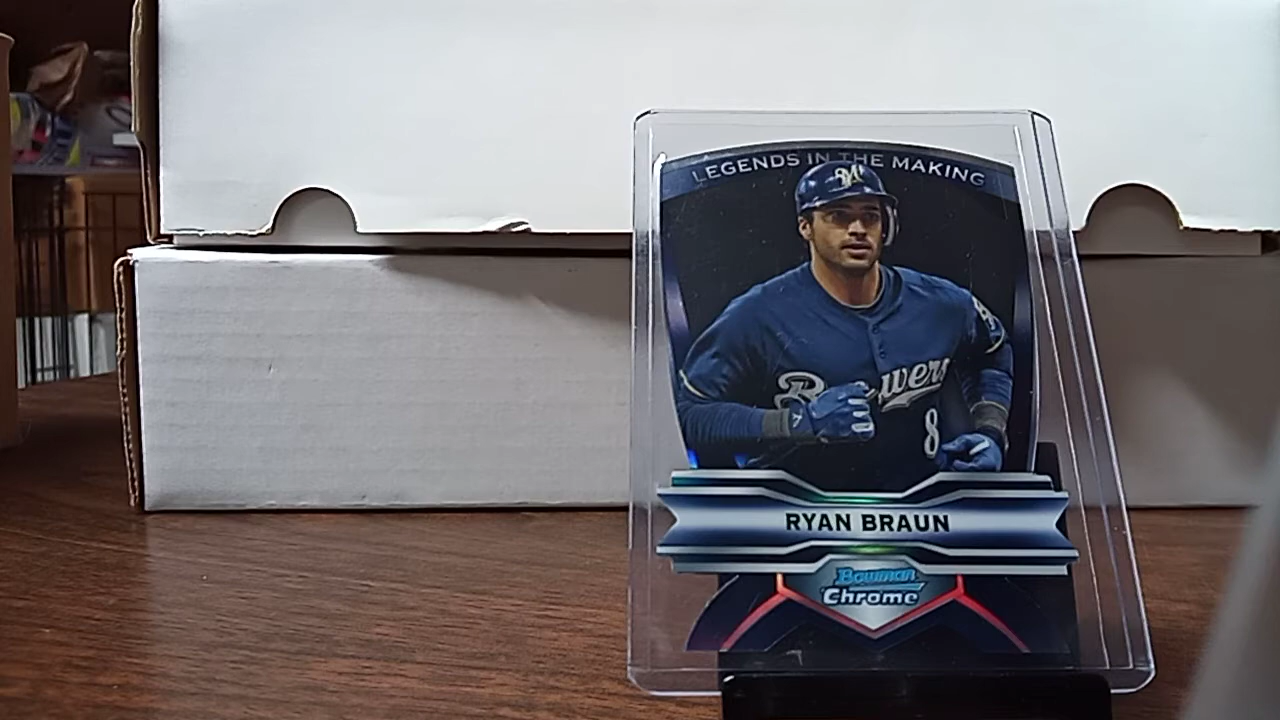 LEGENDS IN THE MAKING
M
Brewers
8
RYAN BRAUN
Bowman
Chrome